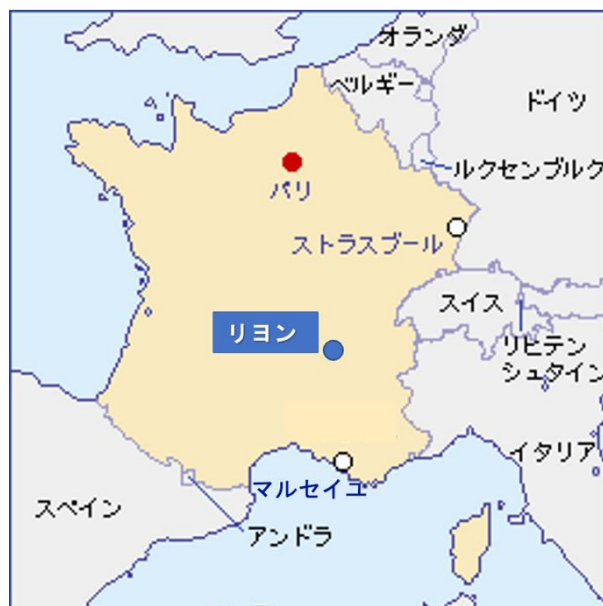 オランダ
ベルギー
ドイツ
ルクセンブルク
パリ
ストラスブール
スイス
リヨン
リヒテン
シュタイン
イタリア
マルセイユ
スペイン
アンドラ